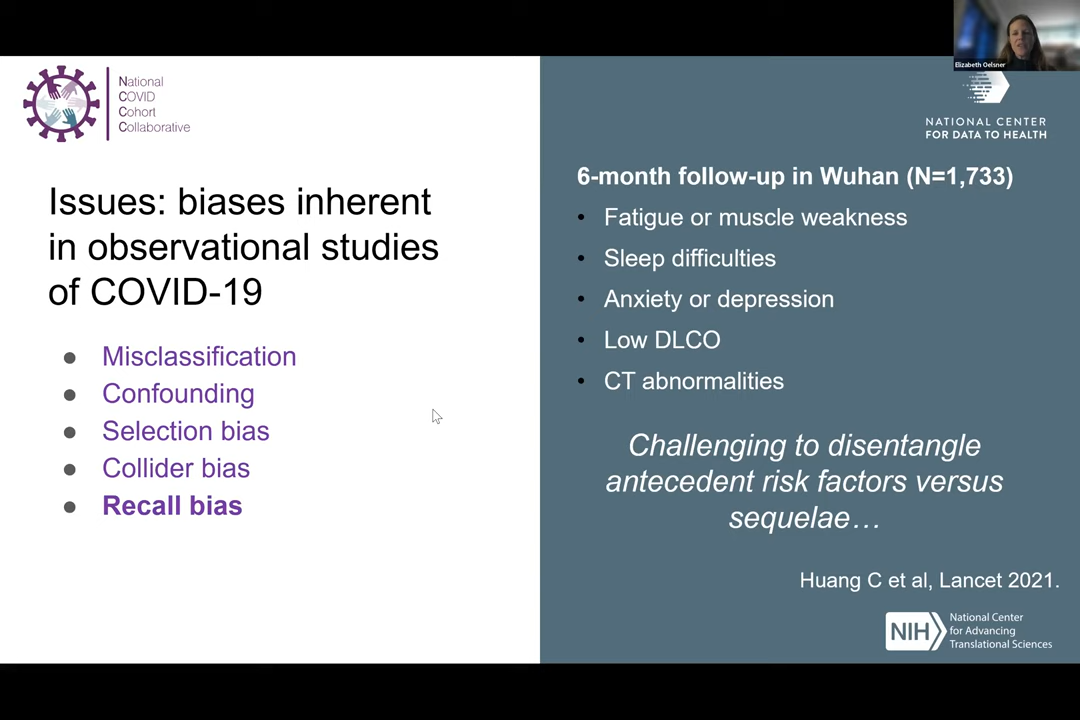 Elizabeth Oelsner
National
COVID
Cohort
Collaborative
NATIONAL CENTER
FOR DATA TO HEALTH
Issues: biases inherent
in observational studies
of COVID-19
● Misclassification
● Confounding
● Selection bias
● Collider bias
● Recall bias
6-month follow-up in Wuhan (N=1,733)
• Fatigue or muscle weakness
• Sleep difficulties
• Anxiety or depression
• Low DLCO
• CT abnormalities
Challenging to disentangle
antecedent risk factors versus
sequelae…
Huang C et al, Lancet 2021.
NIH
National Center
for Advancing
Translational Sciences